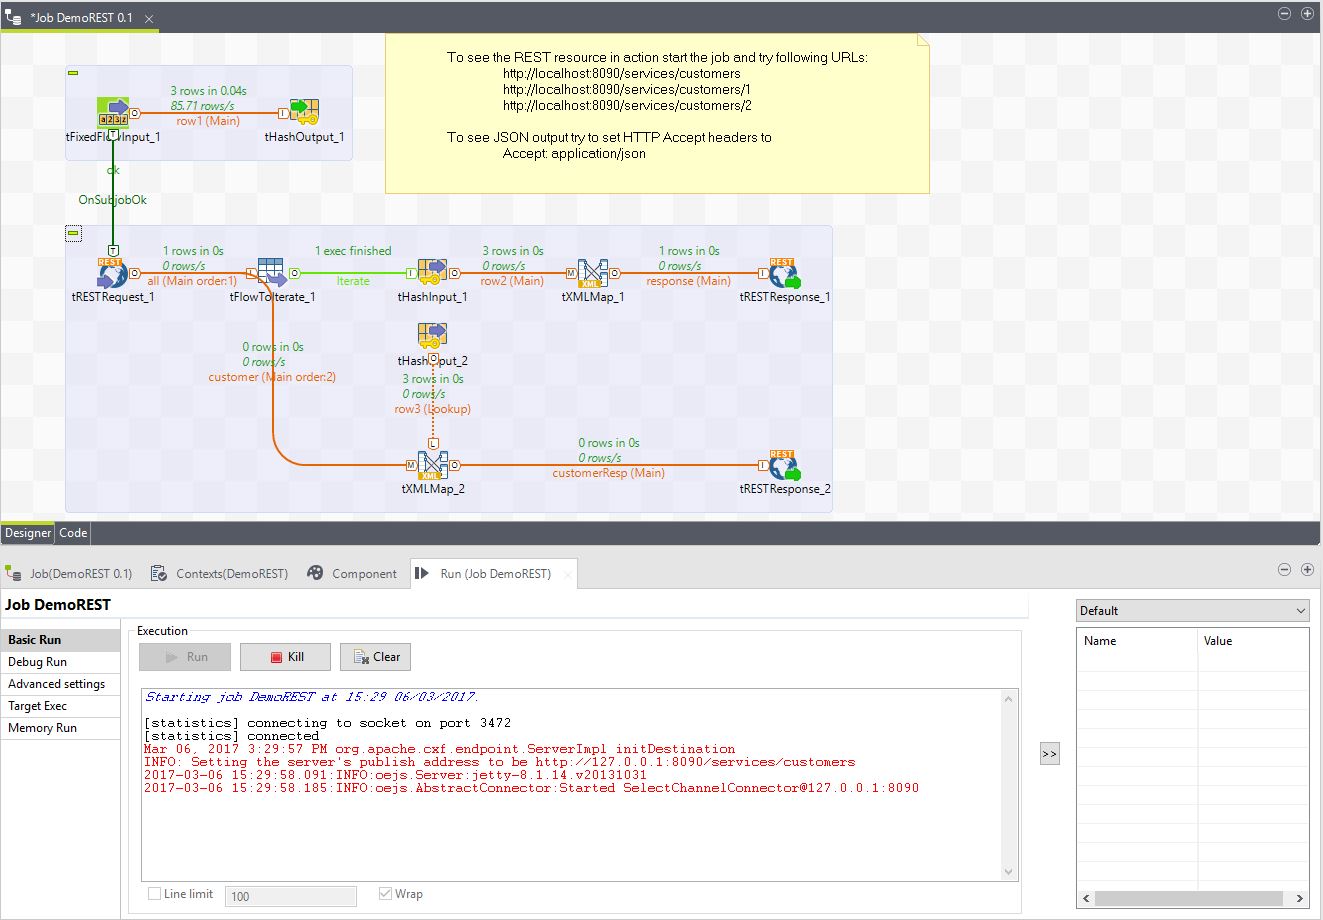 *Job DemoREST 0.1
To see the REST resource in action start the job and try following URLs:
http://localhost:8090/services/customers
http://localhost:8090/services/customers/1
http://localhost:8090/services/customers/2
To see JSON output try to set HTTP Accept headers to
Accept: application/json
3 rows in 0.04s
85.71 rows/s
row1 (Main)
tFixedFlowInput_1
tHashOutput_1
ok
OnSubjobOk
1 rows in 0s
0 rows/s
all (Main order:1)
1 exec finished
Iterate
3 rows in 0s
0 rows/s
row2 (Main)
1 rows in 0s
0 rows/s
response (Main)
tRESTRequest_1
tFlowToIterate_1
tHashInput_1
tXMLMap_1
tRESTResponse_1
0 rows in 0s
0 rows/s
customer (Main order:2)
tHashInput_2
3 rows in 0s
0 rows/s
row3 (Lookup)
0 rows in 0s
0 rows/s
customerResp (Main)
tXMLMap_2
tRESTResponse_2
Designer
Code
Job(DemoREST 0.1)
Contexts(DemoREST)
Component
Run (Job DemoREST)
Job DemoREST
Basic Run
Debug Run
Advanced settings
Target Exec
Memory Run
Execution
Run
Kill
Clear
Starting job DemoREST at 15:29 06/03/2017.
[statistics] connecting to socket on port 3472
[statistics] connected
Mar 06, 2017 3:29:57 PM org.apache.cxf.endpoint.ServerImpl initDestination
INFO: Setting the server's publish address to be http://127.0.0.1:8090/services/customers
2017-03-06 15:29:58.091:INFO:oejs.Server:jetty-8.1.14.v20131031
2017-03-06 15:29:58.185:INFO:oejs.AbstractConnector:Started SelectChannelConnector@127.0.0.1:8090
Line limit
100
Wrap
>>
Default
Name
Value